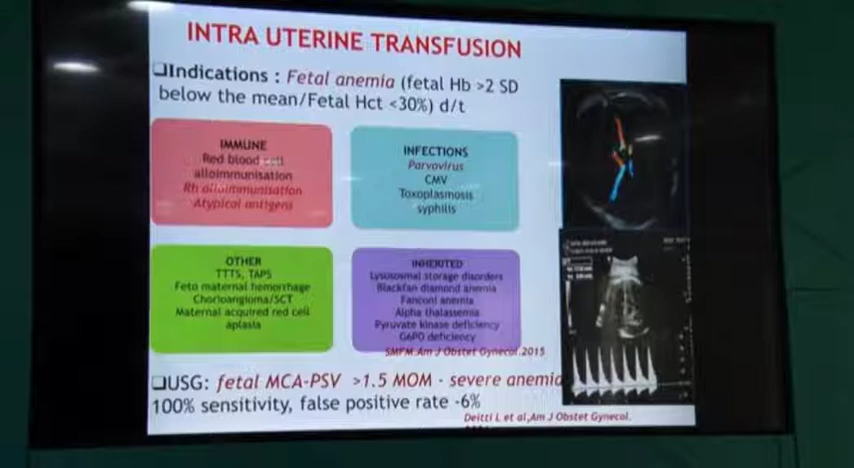 INTRA UTERINE TRANSFUSION
❑Indications : Fetal anemia (fetal Hb >2 SD
below the mean/Fetal Hct <30%) d/t
IMMUNE
Red blood cell
alloimmunisation
Rh alloimmunisation
Atypical antigens
INFECTIONS
Parvovirus
CMV
Toxoplasmosis
syphilis
OTHER
TTTS, TAPS
Feto maternal hemorrhage
Chorioangioma/SCT
Maternal acquired red cell
aplasia
INHERITED
Lysososmal storage disorders
Blackfan diamond anemia
Fanconi anemia
Alpha thalassemia
Pyruvate kinase deficiency
G6PD deficiency
SMFM.Am J Obstet Gynecol.2015
❑USG: fetal MCA-PSV >1.5 MOM - severe anemia
100% sensitivity, false positive rate -6%
Deitti L et al,Am J Obstet Gynecol.